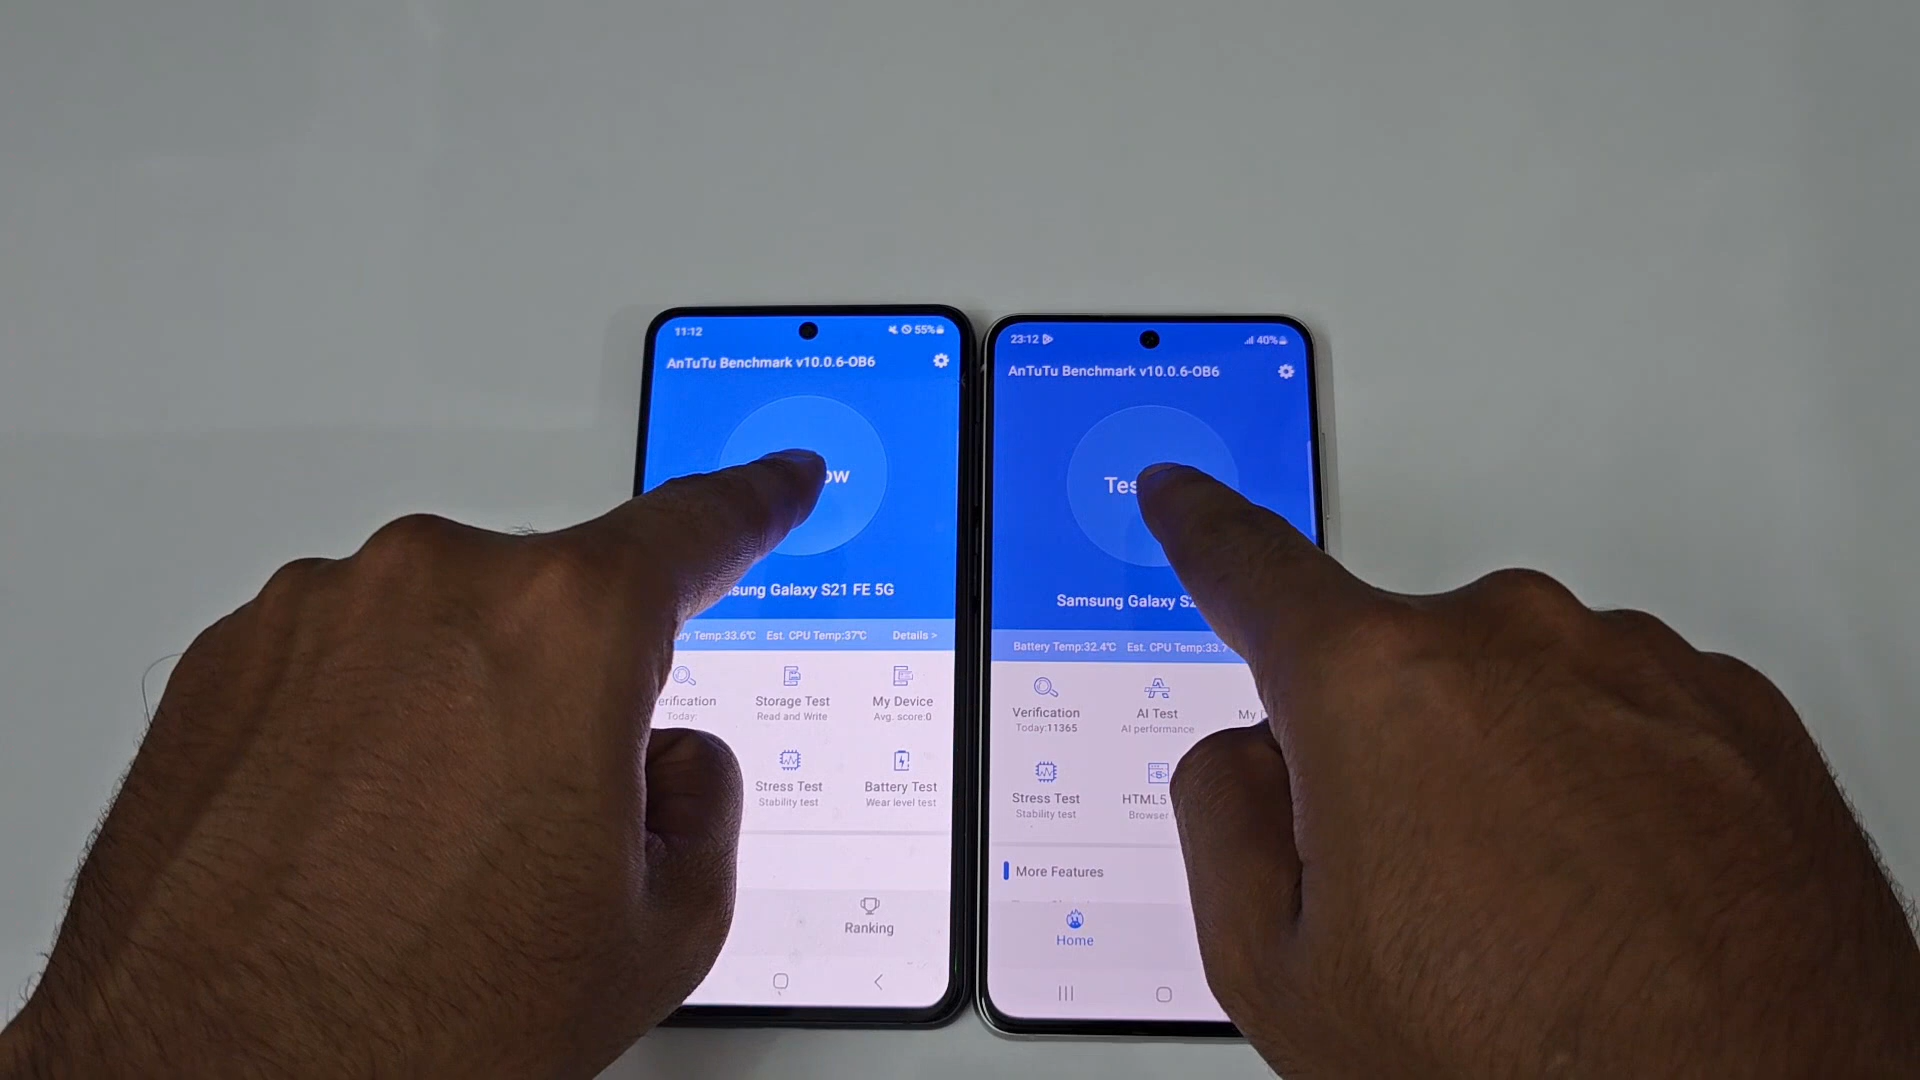 11:12
55%
AnTuTu Benchmark v10.0.6-OB6
ow
sung Galaxy S21 FE 5G
ry Temp:33.6℃ Est. CPU Temp:37℃ Details >
erification
Today:
Storage Test
Read and Write
My Device
Avg. score:0
Stress Test
Stability test
Battery Test
Wear level test
Ranking
23:12
40%
AnTuTu Benchmark v10.0.6-OB6
Tes
Samsung Galaxy S2
Battery Temp:32.4℃ Est. CPU Temp:33.7
Verification
Today:11365
AI Test
AI performance
My D
Stress Test
Stability test
HTML5
Browser
More Features
Home